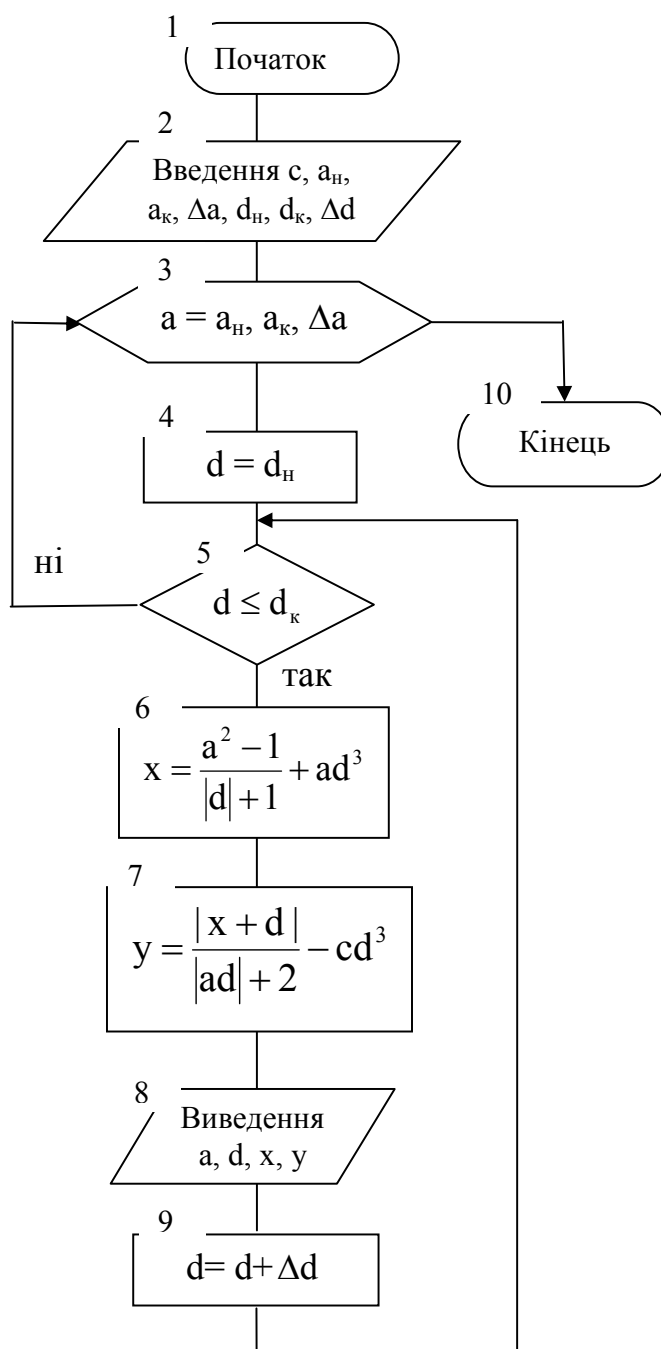 1
Початок
2
Введення c, aн,
aк, Δa, dн, dк, Δd
3
a = aн, aк, Δa
10
Кінець
4
d = dн
5
ні
d ≤ dк
так
6
x = (a² − 1)/(|d| + 1) + ad³
7
y = |x + d|/(|ad| + 2) − cd³
8
Виведення
a, d, x, y
9
d= d+Δd